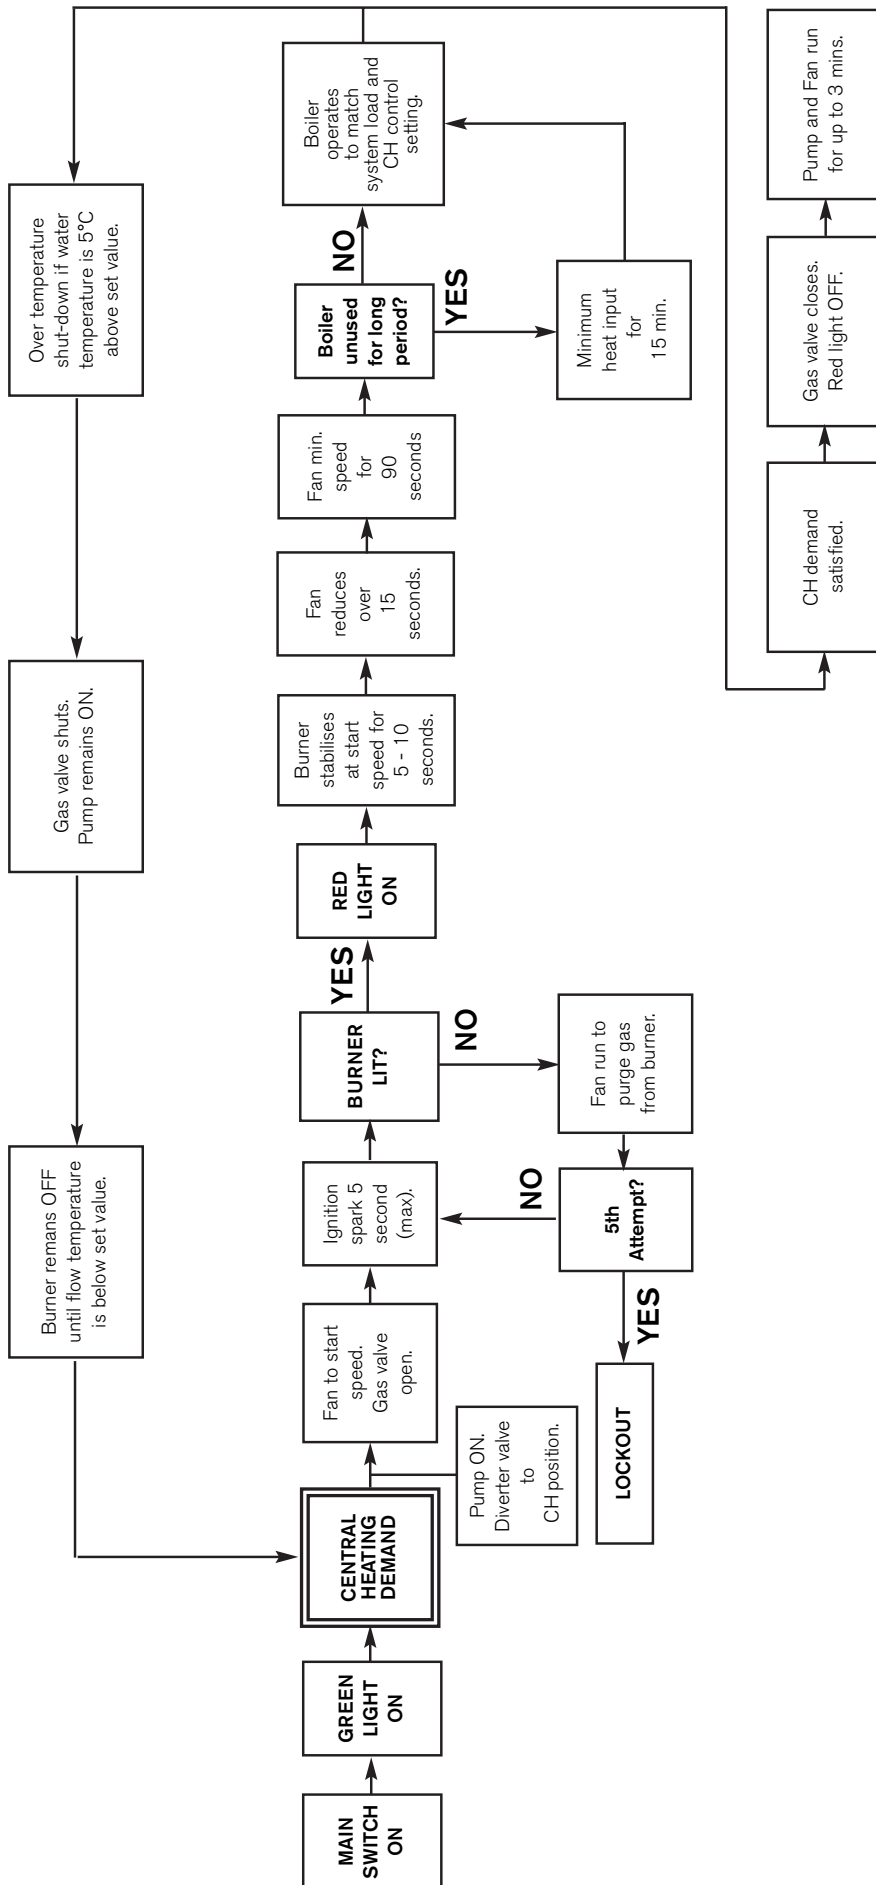 Over temperature
shut-down if water
temperature is 5°C
above set value.
Gas valve shuts.
Pump remains ON.
Burner remans OFF
until flow temperature
is below set value.
MAIN
SWITCH
ON
GREEN
LIGHT
ON
CENTRAL
HEATING
DEMAND
Pump ON.
Diverter valve
to
CH position.
Fan to start
speed.
Gas valve
open.
Ignition
spark 5
second
(max).
BURNER
LIT?
YES
NO
RED
LIGHT
ON
Burner
stabilises
at start
speed for
5 - 10
seconds.
Fan
reduces
over
15
seconds.
Fan min.
speed
for
90
seconds
Boiler
unused
for long
period?
NO
YES
Boiler
operates
to match
system load and
CH control
setting.
Minimum
heat input
for
15 min.
Fan run to
purge gas
from burner.
5th
Attempt?
NO
YES
LOCKOUT
CH demand
satisfied.
Gas valve closes.
Red light OFF.
Pump and Fan run
for up to 3 mins.